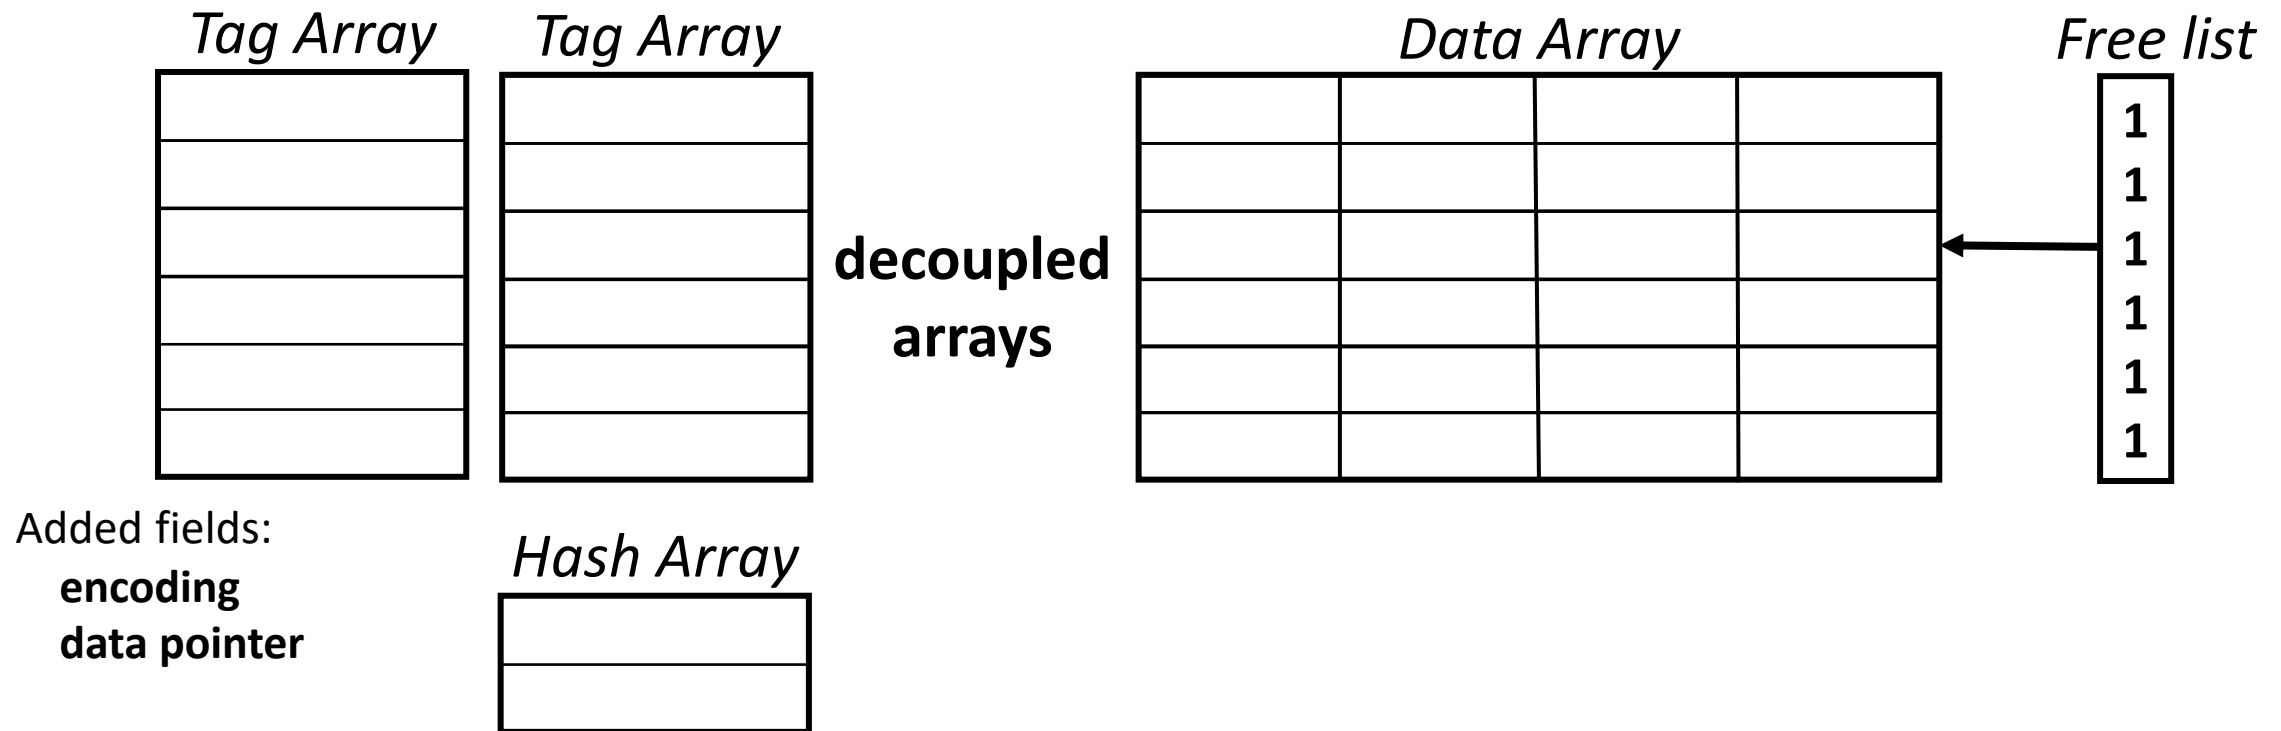 Tag Array
Tag Array
Data Array
Free list
1
1
1
1
1
1
decoupled
arrays
Added fields:
encoding
data pointer
Hash Array